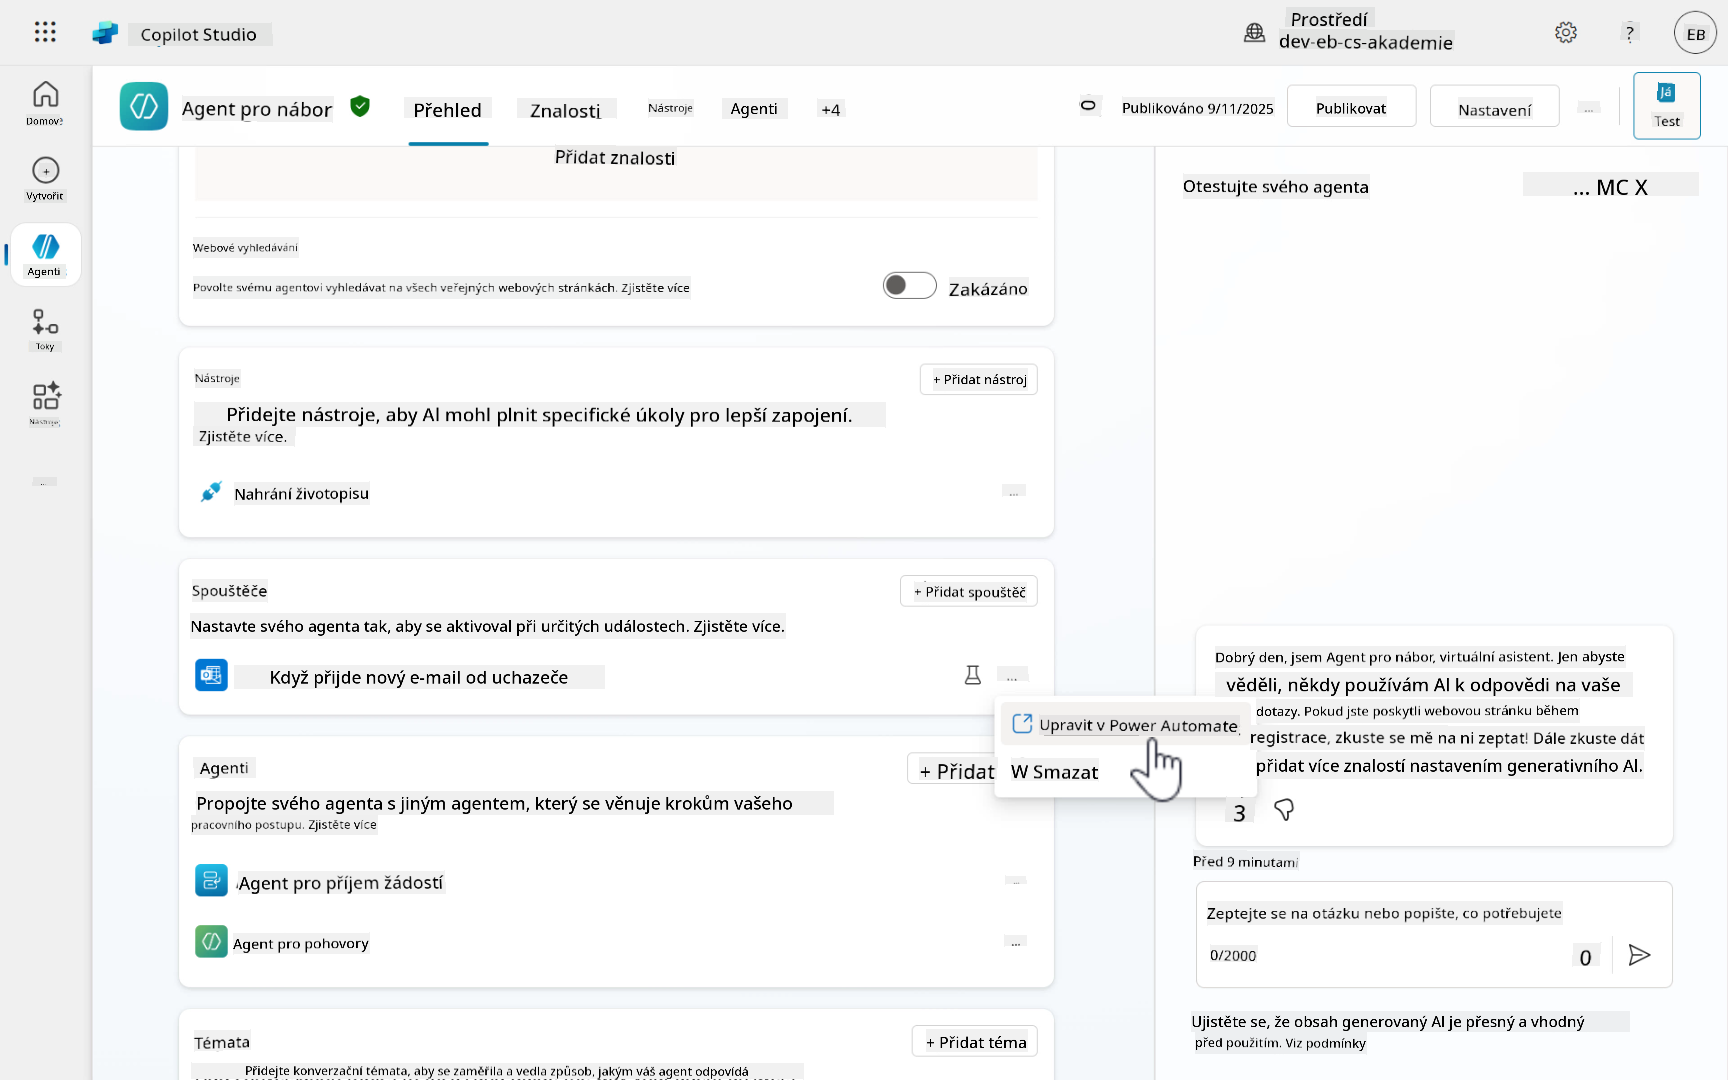 Copilot Studio
Prostředí
dev-eb-cs-akademie
?
EB
Domov
Vytvořit
Agenti
Toky
Nástroje
...
Agent pro nábor
Přehled
Znalosti
Nástroje
Agenti
+4
Publikováno 9/11/2025
Publikovat
Nastavení
...
Já
Test
Přidat znalosti
Webové vyhledávání
Povolte svému agentovi vyhledávat na všech veřejných webových stránkách. Zjistěte více
Zakázáno
Nástroje
+ Přidat nástroj
Přidejte nástroje, aby AI mohl plnit specifické úkoly pro lepší zapojení.
Zjistěte více.
Nahrání životopisu
...
Spouštěče
+ Přidat spouštěč
Nastavte svého agenta tak, aby se aktivoval při určitých událostech. Zjistěte více.
Když přijde nový e-mail od uchazeče
...
Upravit v Power Automate
W Smazat
Agenti
+ Přidat
Propojte svého agenta s jiným agentem, který se věnuje krokům vašeho
pracovního postupu. Zjistěte více
Agent pro příjem žádostí
...
Agent pro pohovory
...
Témata
+ Přidat téma
Přidejte konverzační témata, aby se zaměřila a vedla způsob, jakým váš agent odpovídá
Otestujte svého agenta
... MC X
Dobrý den, jsem Agent pro nábor, virtuální asistent. Jen abyste
věděli, někdy používám AI k odpovědi na vaše
dotazy. Pokud jste poskytli webovou stránku během
registrace, zkuste se mě na ni zeptat! Dále zkuste dát
přidat více znalostí nastavením generativního AI.
3
Před 9 minutami
Zeptejte se na otázku nebo popište, co potřebujete
0/2000
0
Ujistěte se, že obsah generovaný AI je přesný a vhodný
před použitím. Viz podmínky